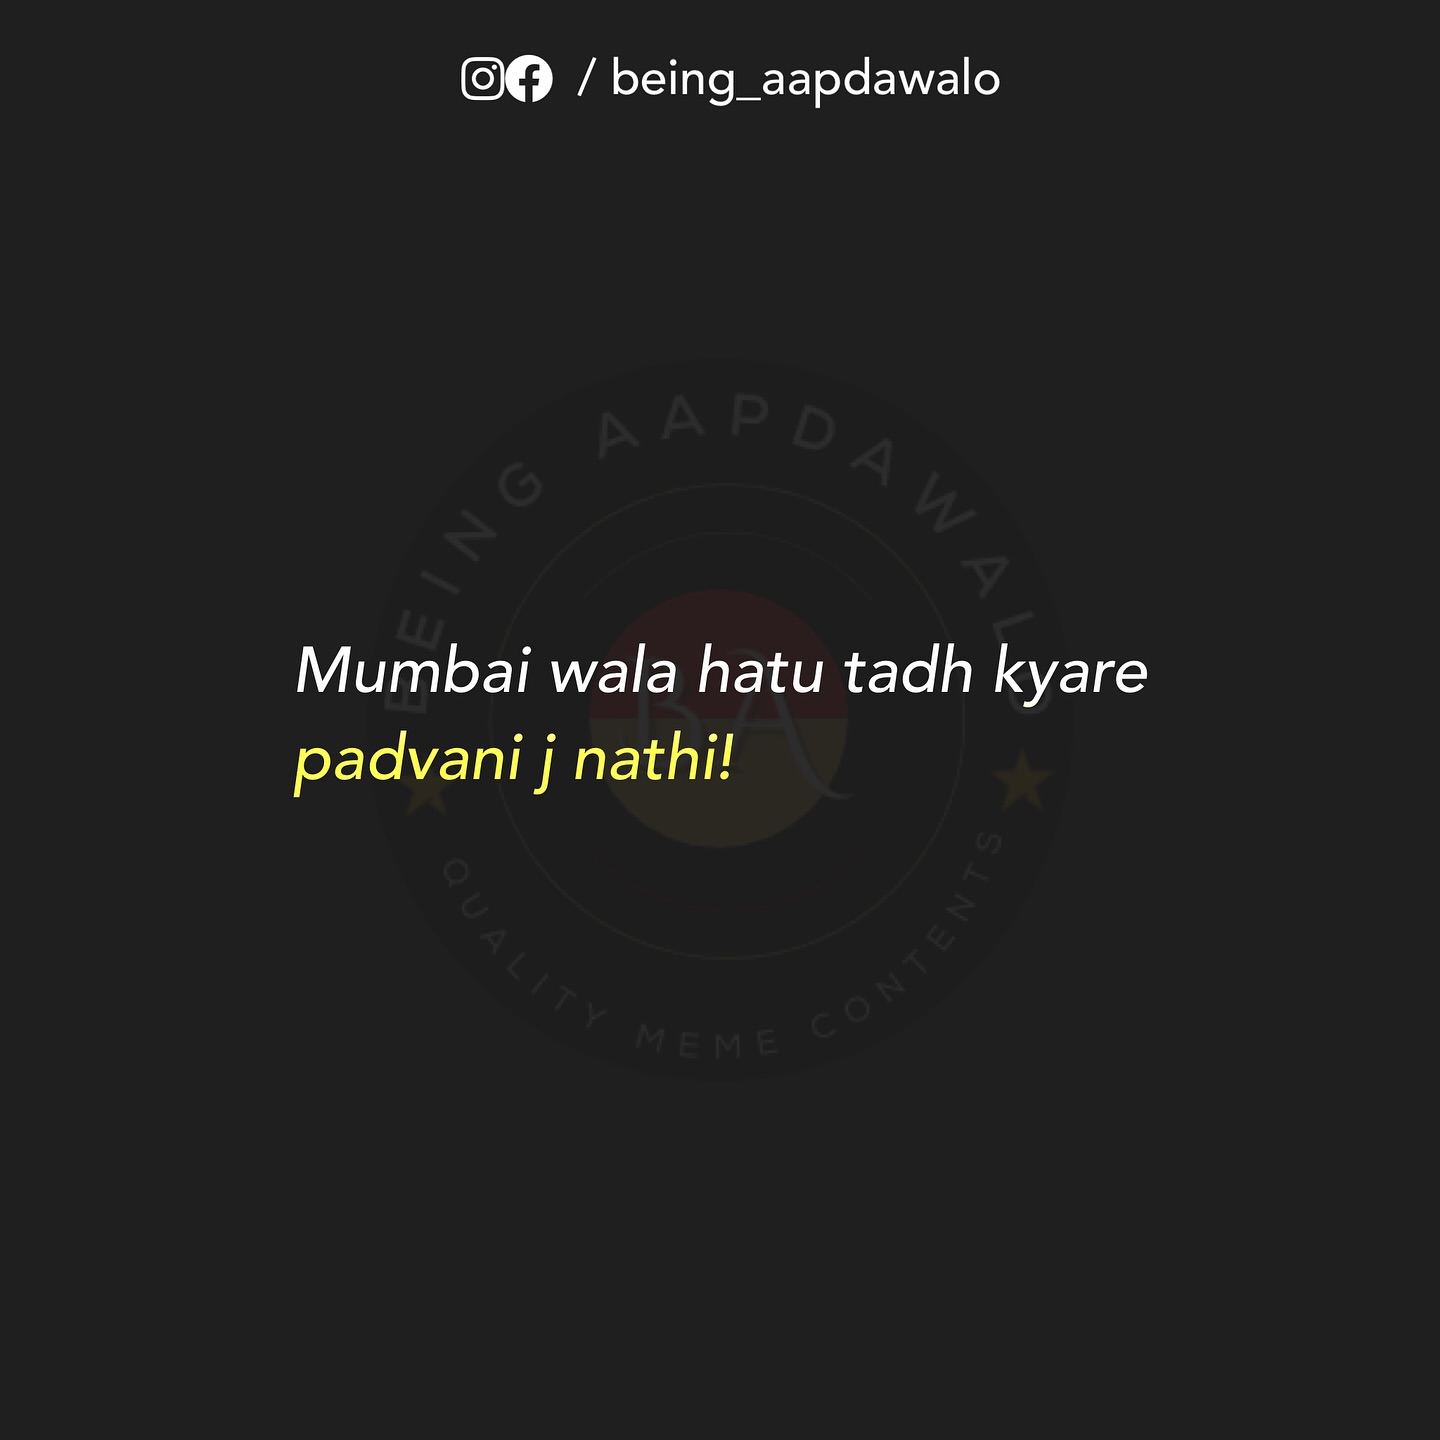 / being_aapdawalo
BEING AAPDAWALO
BA
Mumbai wala hatu tadh kyare
padvani j nathi!
QUALITY MEME CONTENTS